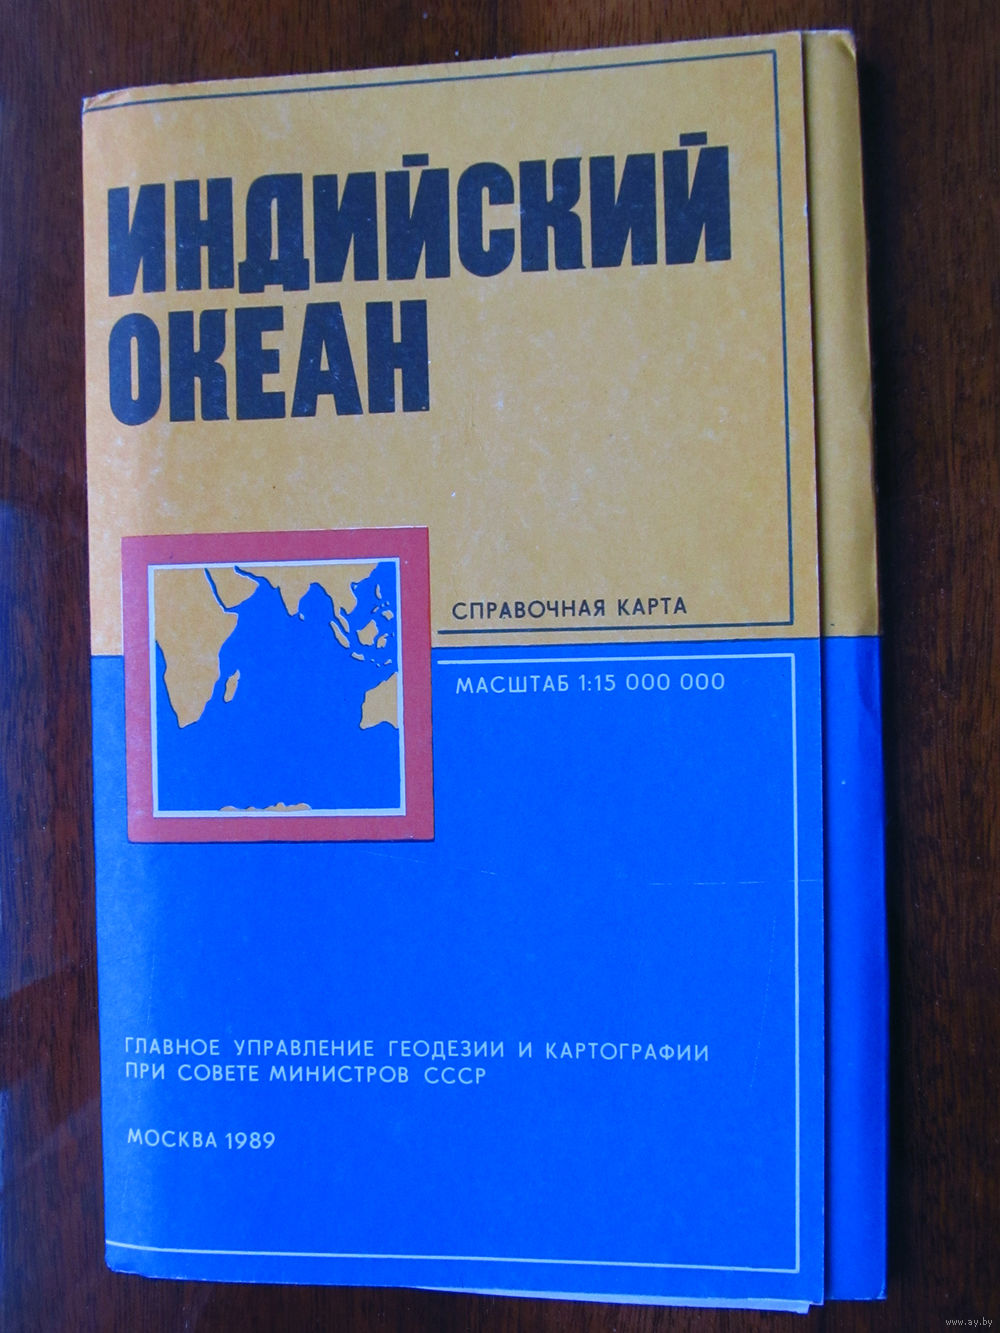 ИНДИЙСКИЙ
ОКЕАН
СПРАВОЧНАЯ КАРТА
МАСШТАБ 1:15 000 000
ГЛАВНОЕ УПРАВЛЕНИЕ ГЕОДЕЗИИ И КАРТОГРАФИИ
ПРИ СОВЕТЕ МИНИСТРОВ СССР
МОСКВА 1989
www.ay.by